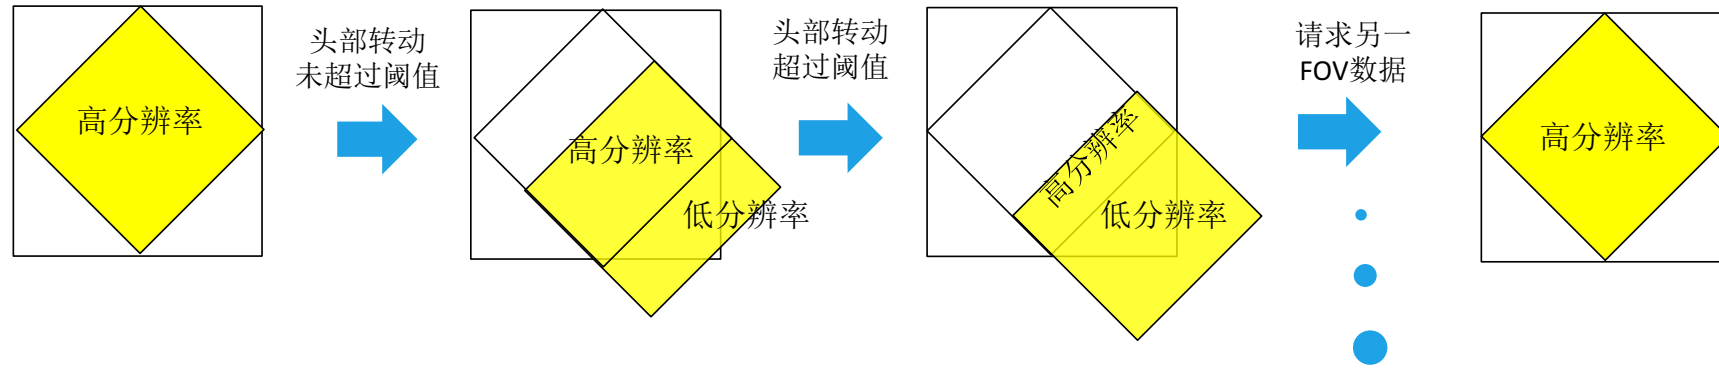 高分辨率
头部转动
未超过阈值
高分辨率
低分辨率
头部转动
超过阈值
高分辨率
低分辨率
请求另一
FOV数据
高分辨率